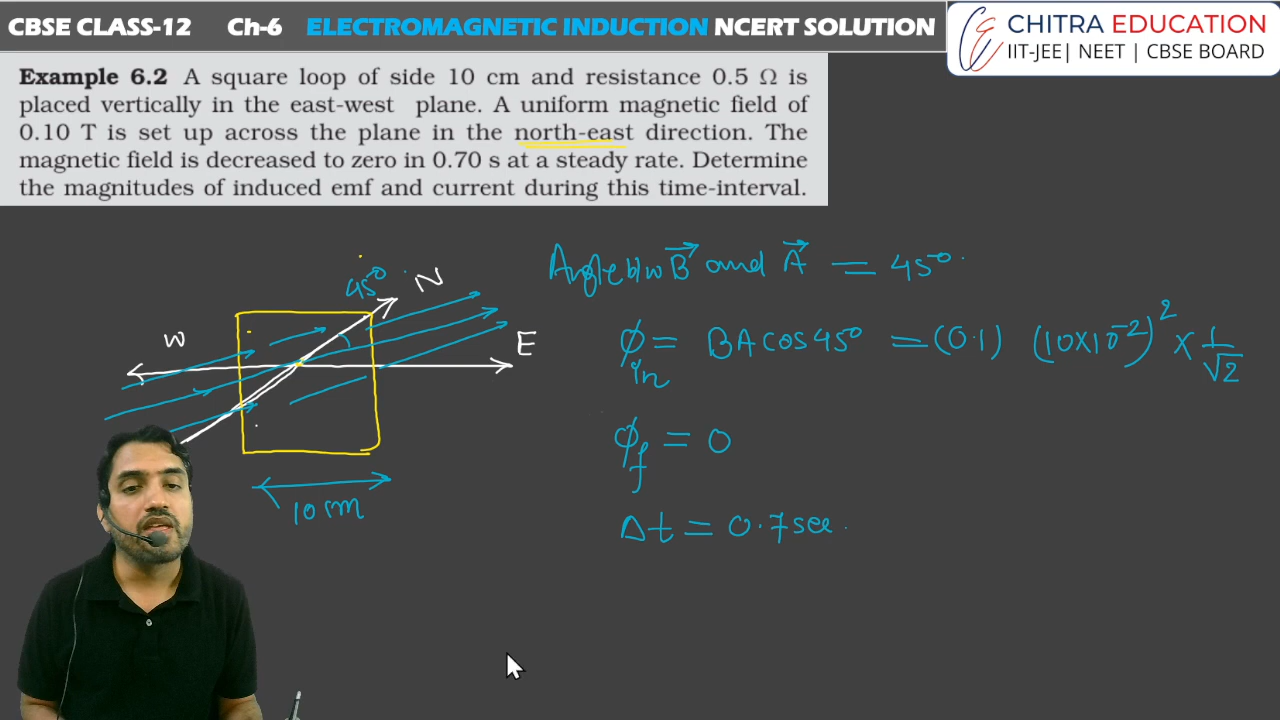 CBSE CLASS-12 Ch-6 ELECTROMAGNETIC INDUCTION NCERT SOLUTION
CHITRA EDUCATION
IIT-JEE| NEET | CBSE BOARD
Example 6.2 A square loop of side 10 cm and resistance 0.5 Ω is
placed vertically in the east-west plane. A uniform magnetic field of
0.10 T is set up across the plane in the north-east direction. The
magnetic field is decreased to zero in 0.70 s at a steady rate. Determine
the magnitudes of induced emf and current during this time-interval.
45° N
W
E
10 cm
Angle b/w B⃗ and A⃗ = 45°.
ϕ_in = BA cos45° = (0.1) (10×10⁻²)² × 1/√2
ϕ_f = 0
Δt = 0.7 sec.